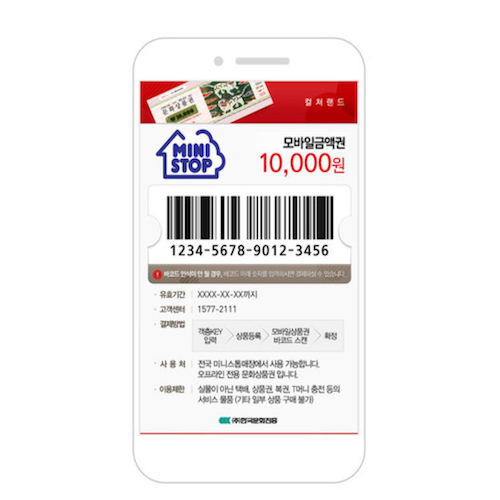 문화상품권
컬쳐랜드
MINI
STOP
모바일금액권
10,000원
1234-5678-9012-3456
! 바코드 인식이 안 될 경우, 바코드 아래 숫자를 입력하시면 결제하실 수 있습니다.
· 유효기간 XXXX-XX-XX까지
· 고객센터 1577-2111
· 결제방법 객층KEY 입력 상품등록 모바일상품권 바코드 스캔 확정
· 사 용 처 : 전국 미니스톱매장에서 사용 가능합니다.
오프라인 전용 문화상품권 입니다.
· 이용제한 : 실물이 아닌 택배, 상품권, 복권, T머니 충전 등의
서비스 물품 (기타 일부 상품 구매 불가)
(주)한국문화진흥